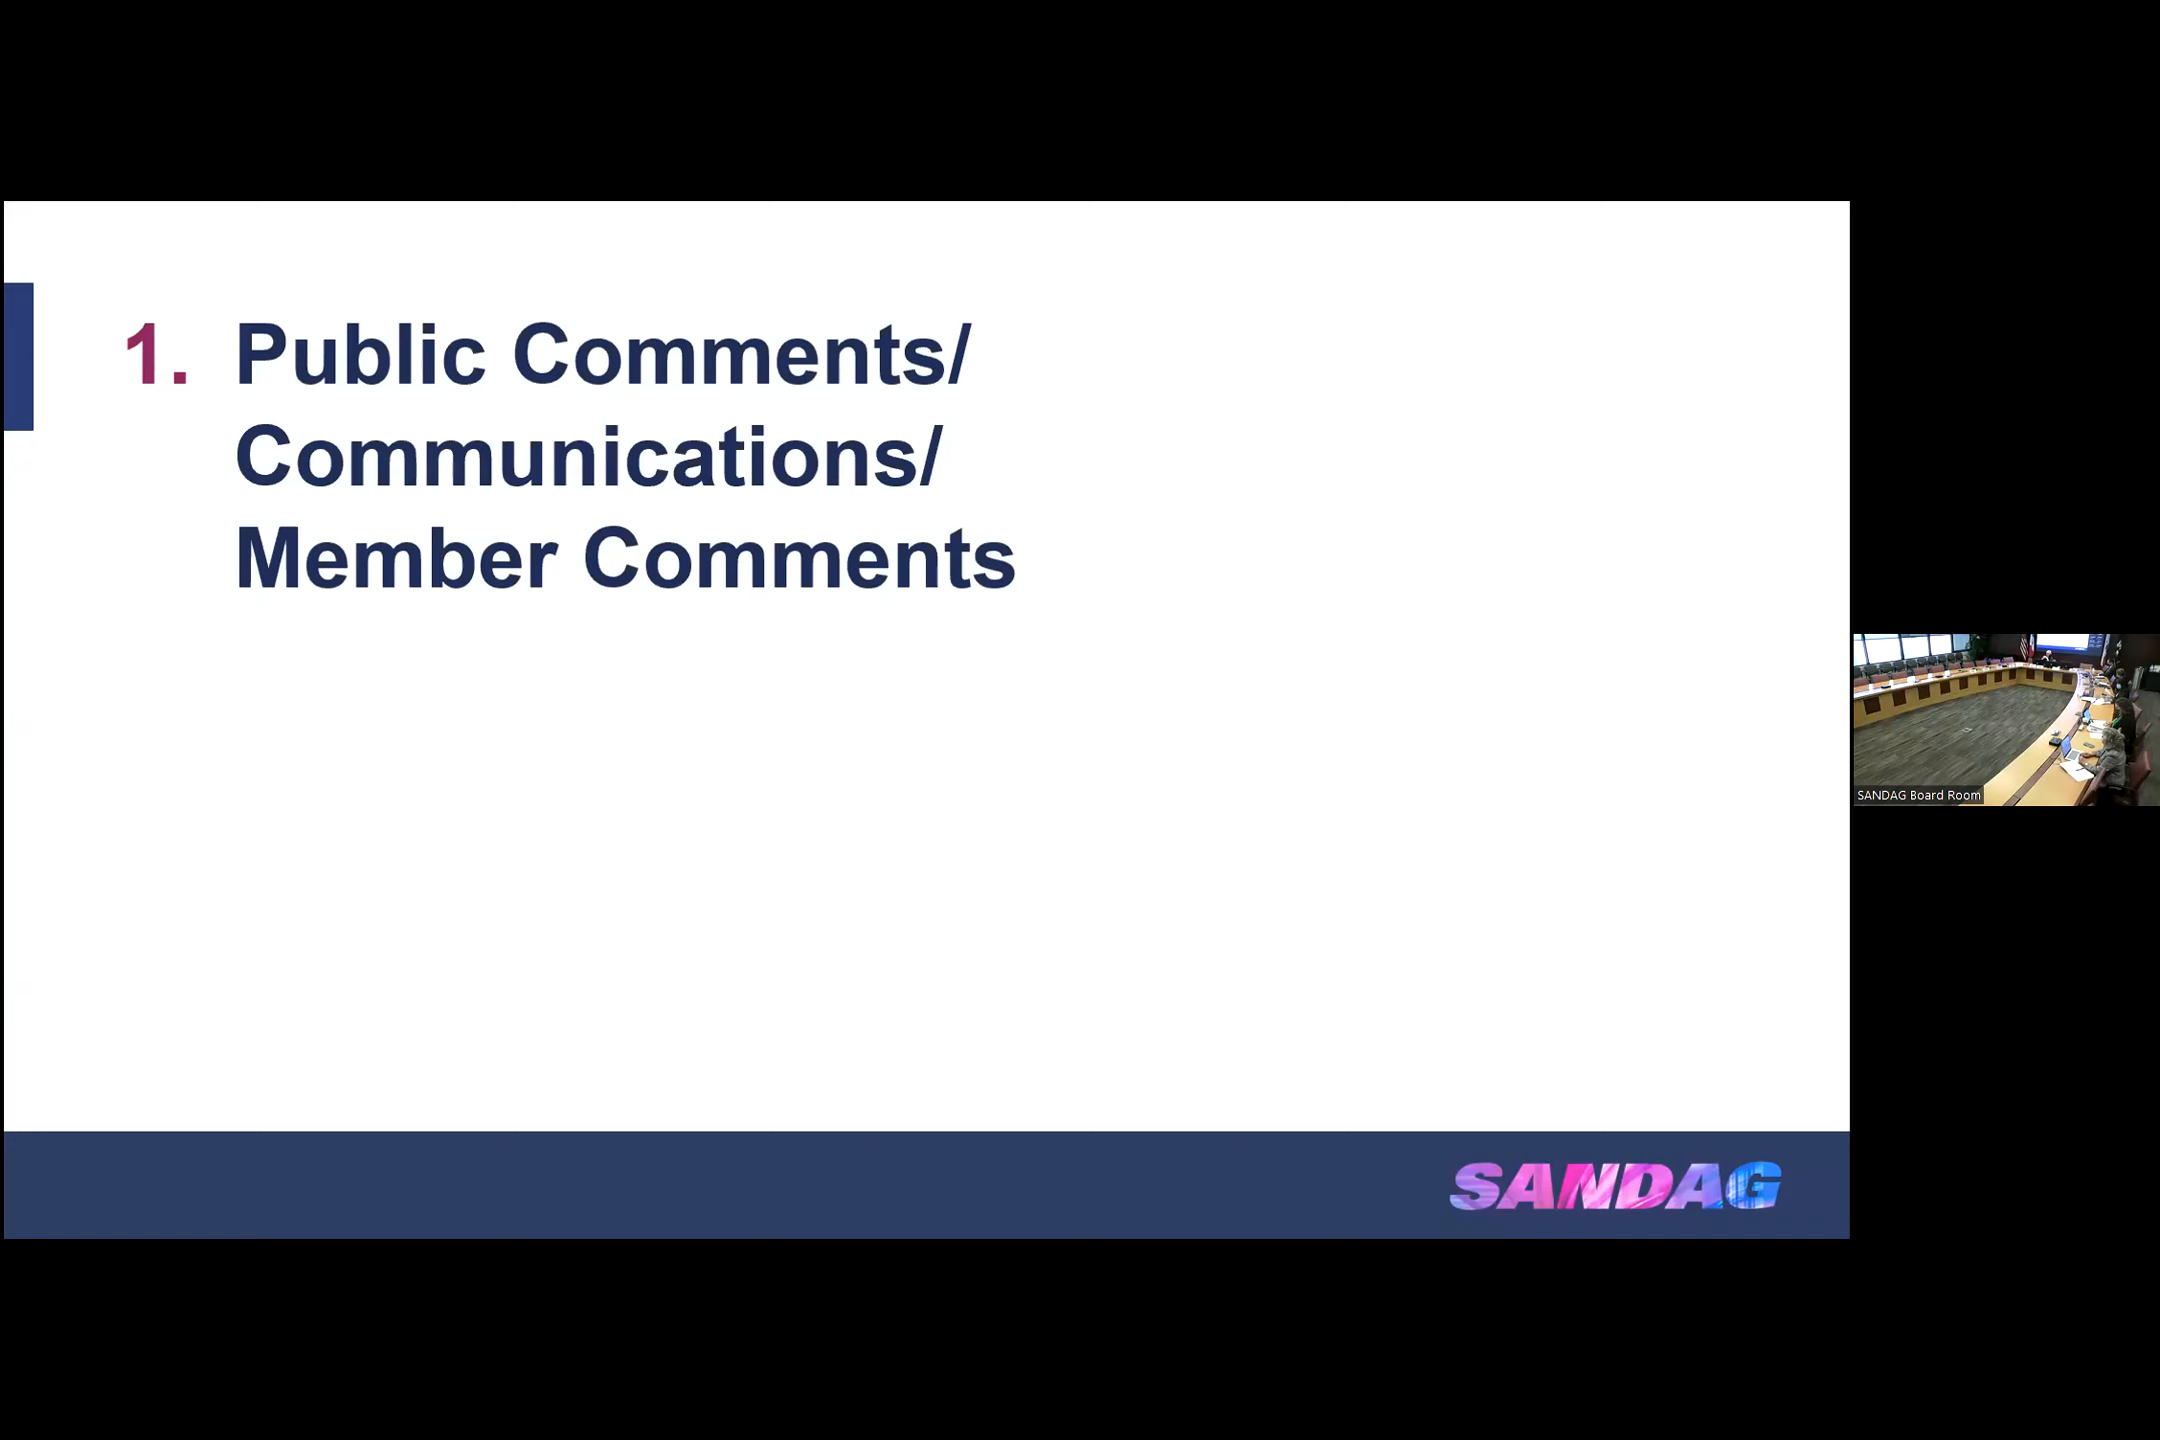 1. Public Comments/
Communications/
Member Comments
SANDAG Board Room
SANDAG